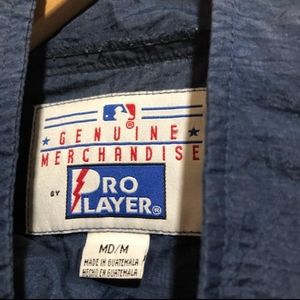 GENUINE
MERCHANDISE
BY PRO PLAYER®
MD/M
MADE IN GUATEMALA
HECHO EN GUATEMALA